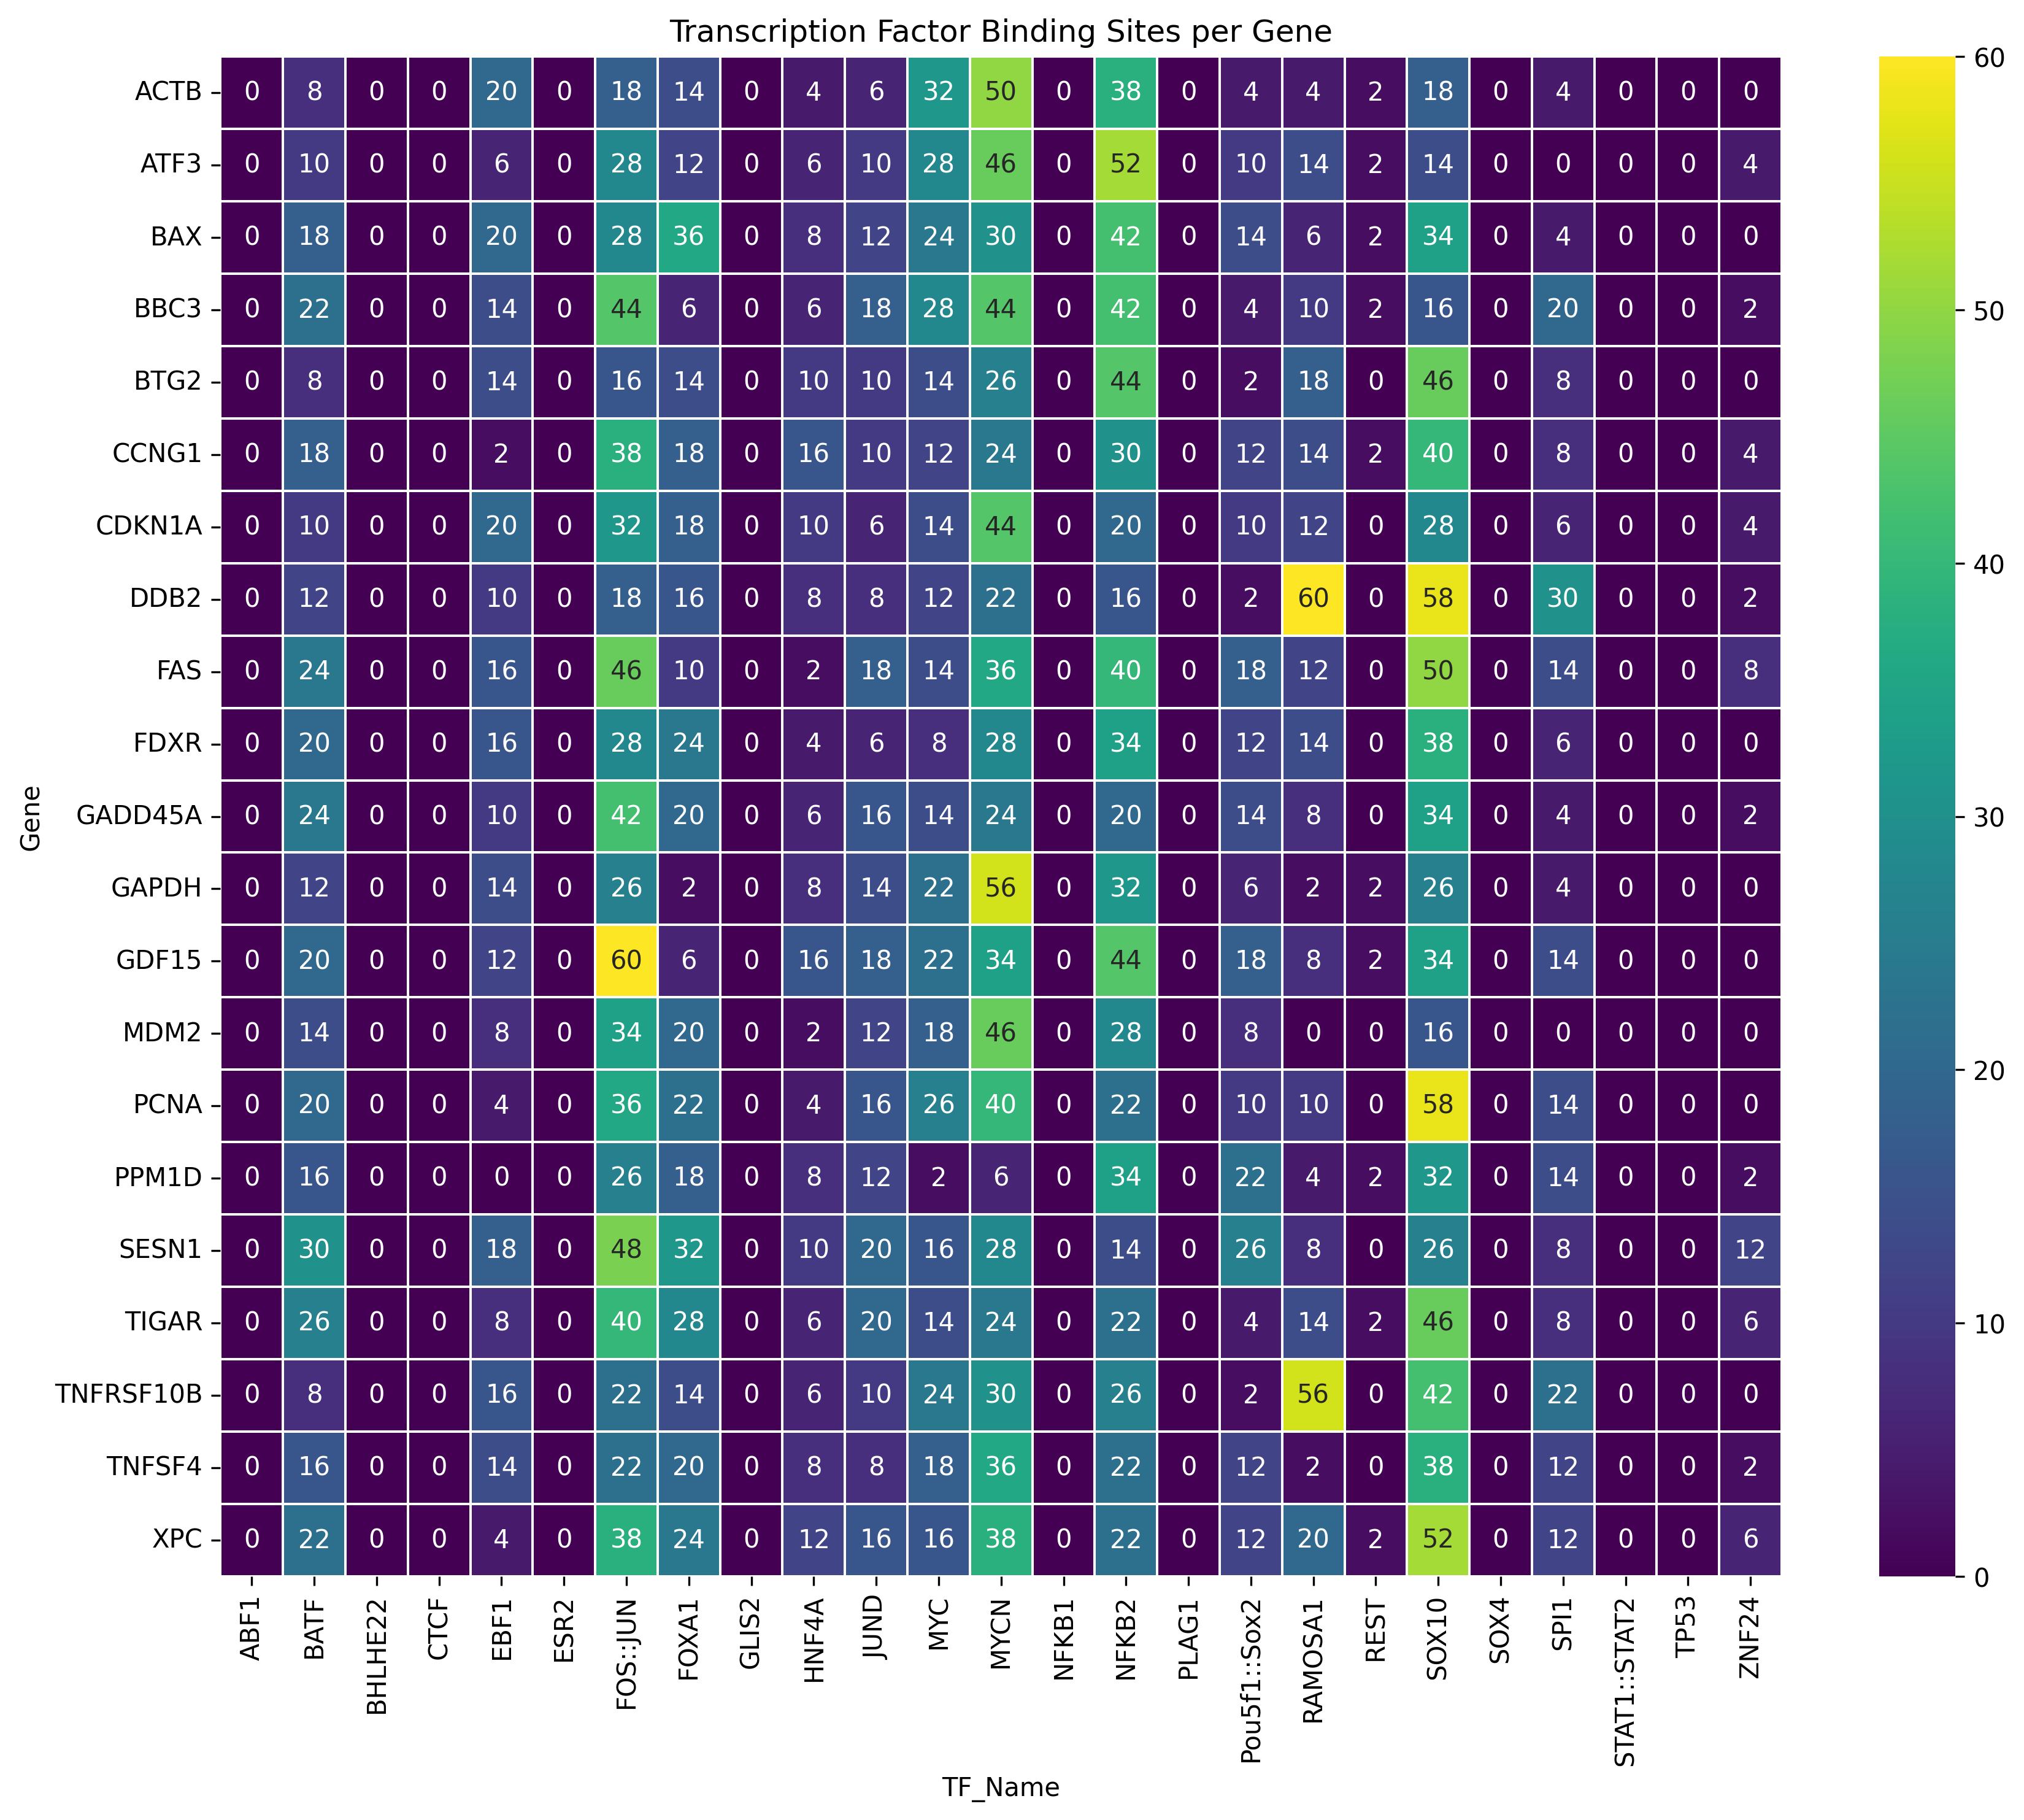 Transcription Factor Binding Sites per Gene
Gene
ACTB 0 8 0 0 20 0 18 14 0 4 6 32 50 0 38 0 4 4 2 18 0 4 0 0 0
ATF3 0 10 0 0 6 0 28 12 0 6 10 28 46 0 52 0 10 14 2 14 0 0 0 0 4
BAX 0 18 0 0 20 0 28 36 0 8 12 24 30 0 42 0 14 6 2 34 0 4 0 0 0
BBC3 0 22 0 0 14 0 44 6 0 6 18 28 44 0 42 0 4 10 2 16 0 20 0 0 2
BTG2 0 8 0 0 14 0 16 14 0 10 10 14 26 0 44 0 2 18 0 46 0 8 0 0 0
CCNG1 0 18 0 0 2 0 38 18 0 16 10 12 24 0 30 0 12 14 2 40 0 8 0 0 4
CDKN1A 0 10 0 0 20 0 32 18 0 10 6 14 44 0 20 0 10 12 0 28 0 6 0 0 4
DDB2 0 12 0 0 10 0 18 16 0 8 8 12 22 0 16 0 2 60 0 58 0 30 0 0 2
FAS 0 24 0 0 16 0 46 10 0 2 18 14 36 0 40 0 18 12 0 50 0 14 0 0 8
FDXR 0 20 0 0 16 0 28 24 0 4 6 8 28 0 34 0 12 14 0 38 0 6 0 0 0
GADD45A 0 24 0 0 10 0 42 20 0 6 16 14 24 0 20 0 14 8 0 34 0 4 0 0 2
GAPDH 0 12 0 0 14 0 26 2 0 8 14 22 56 0 32 0 6 2 2 26 0 4 0 0 0
GDF15 0 20 0 0 12 0 60 6 0 16 18 22 34 0 44 0 18 8 2 34 0 14 0 0 0
MDM2 0 14 0 0 8 0 34 20 0 2 12 18 46 0 28 0 8 0 0 16 0 0 0 0 0
PCNA 0 20 0 0 4 0 36 22 0 4 16 26 40 0 22 0 10 10 0 58 0 14 0 0 0
PPM1D 0 16 0 0 0 0 26 18 0 8 12 2 6 0 34 0 22 4 2 32 0 14 0 0 2
SESN1 0 30 0 0 18 0 48 32 0 10 20 16 28 0 14 0 26 8 0 26 0 8 0 0 12
TIGAR 0 26 0 0 8 0 40 28 0 6 20 14 24 0 22 0 4 14 2 46 0 8 0 0 6
TNFRSF10B 0 8 0 0 16 0 22 14 0 6 10 24 30 0 26 0 2 56 0 42 0 22 0 0 0
TNFSF4 0 16 0 0 14 0 22 20 0 8 8 18 36 0 22 0 12 2 0 38 0 12 0 0 2
XPC 0 22 0 0 4 0 38 24 0 12 16 16 38 0 22 0 12 20 2 52 0 12 0 0 6
ABF1 BATF BHLHE22 CTCF EBF1 ESR2 FOS::JUN FOXA1 GLIS2 HNF4A JUND MYC MYCN NFKB1 NFKB2 PLAG1 Pou5f1::Sox2 RAMOSA1 REST SOX10 SOX4 SPI1 STAT1::STAT2 TP53 ZNF24
TF_Name
60
50
40
30
20
10
0